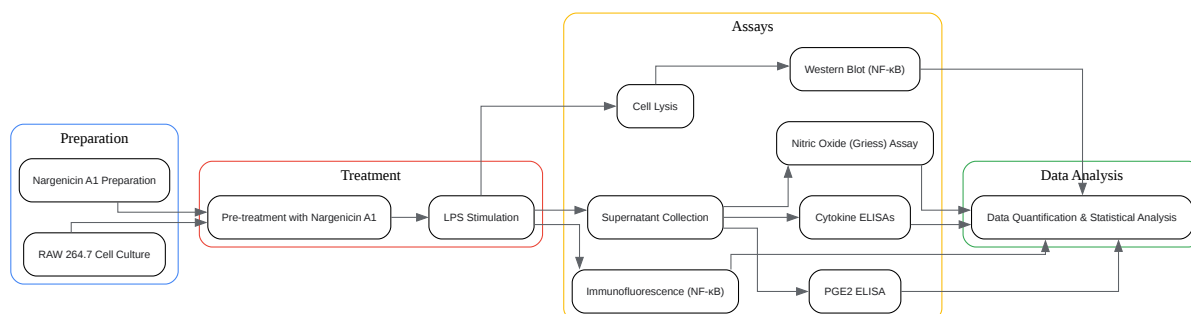 Preparation
Nargenicin A1 Preparation
RAW 264.7 Cell Culture
Treatment
Pre-treatment with Nargenicin A1
LPS Stimulation
Assays
Western Blot (NF-κB)
Cell Lysis
Nitric Oxide (Griess) Assay
Supernatant Collection
Cytokine ELISAs
Immunofluorescence (NF-κB)
PGE2 ELISA
Data Analysis
Data Quantification & Statistical Analysis